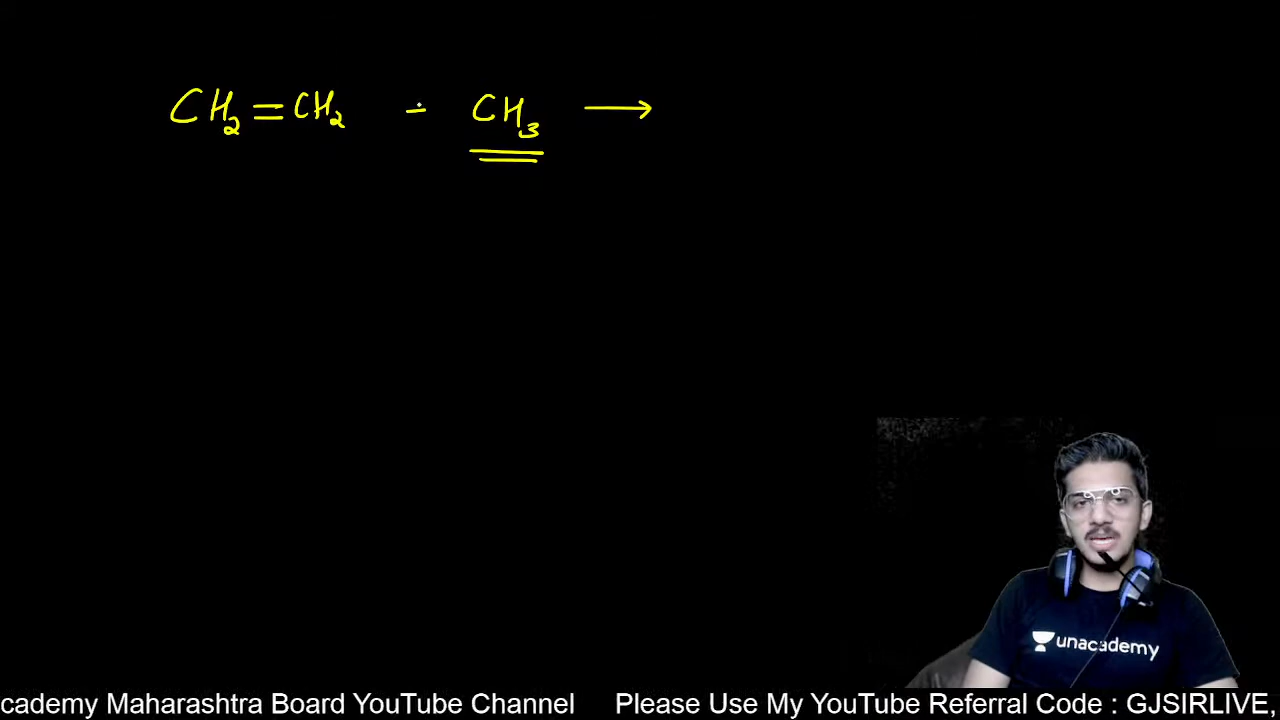 CH₂=CH₂ + CH₃ →
unacademy
cademy Maharashtra Board YouTube Channel Please Use My YouTube Referral Code : GJSIRLIVE,